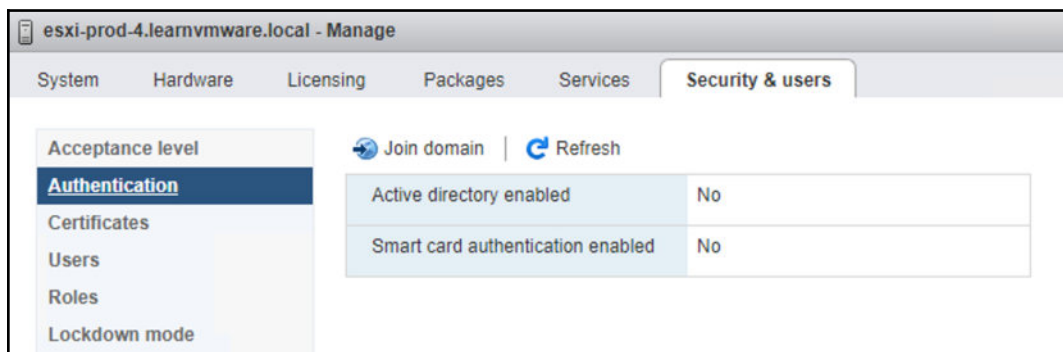 esxi-prod-4.learnvmware.local - Manage
System Hardware Licensing Packages Services Security & users
Acceptance level
Authentication
Certificates
Users
Roles
Lockdown mode
Join domain | Refresh
Active directory enabled No
Smart card authentication enabled No